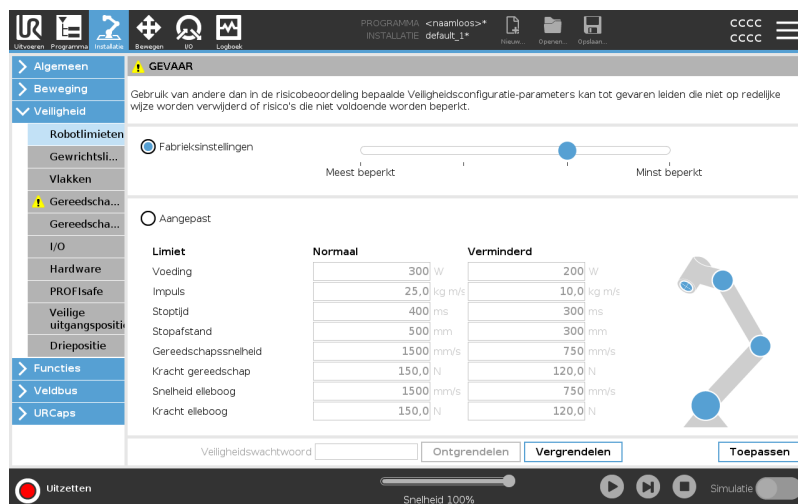 PROGRAMMA <naamloos>*
INSTALLATIE default_1*
CCCC
CCCC
Uitvoeren Programma Installatie Bewegen I/O Logboek Nieuw... Openen... Opslaan...
Algemeen
Beweging
Veiligheid
Robotlimieten
Gewrichtsli...
Vlakken
Gereedscha...
Gereedscha...
I/O
Hardware
PROFIsafe
Veilige
uitgangspositi
Driepositie
Functies
Veldbus
URCaps
GEVAAR
Gebruik van andere dan in de risicobeoordeling bepaalde Veiligheidsconfiguratie-parameters kan tot gevaren leiden die niet op redelijke
wijze worden verwijderd of risico's die niet voldoende worden beperkt.
Fabrieksinstellingen
Meest beperkt Minst beperkt
Aangepast
Limiet Normaal Verminderd
Voeding 300 W 200 W
Impuls 25,0 kg m/s 10,0 kg m/s
Stoptijd 400 ms 300 ms
Stopafstand 500 mm 300 mm
Gereedschapssnelheid 1500 mm/s 750 mm/s
Kracht gereedschap 150,0 N 120,0 N
Snelheid elleboog 1500 mm/s 750 mm/s
Kracht elleboog 150,0 N 120,0 N
Veiligheidswachtwoord Ontgrendelen Vergrendelen Toepassen
Uitzetten
Snelheid 100%
Simulatie